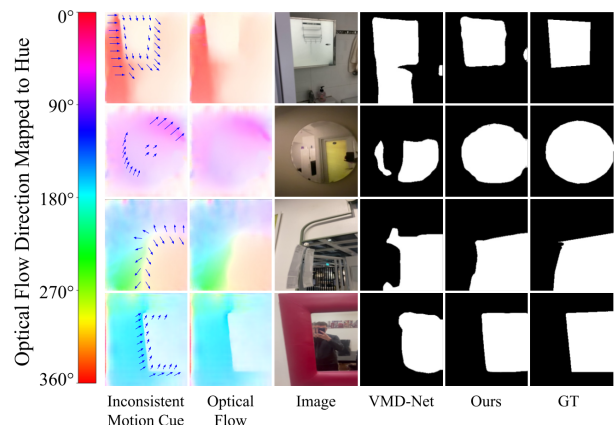 Optical Flow Direction Mapped to Hue
0°
90°
180°
270°
360°
Inconsistent
Motion Cue
Optical
Flow
Image
VMD-Net
Ours
GT